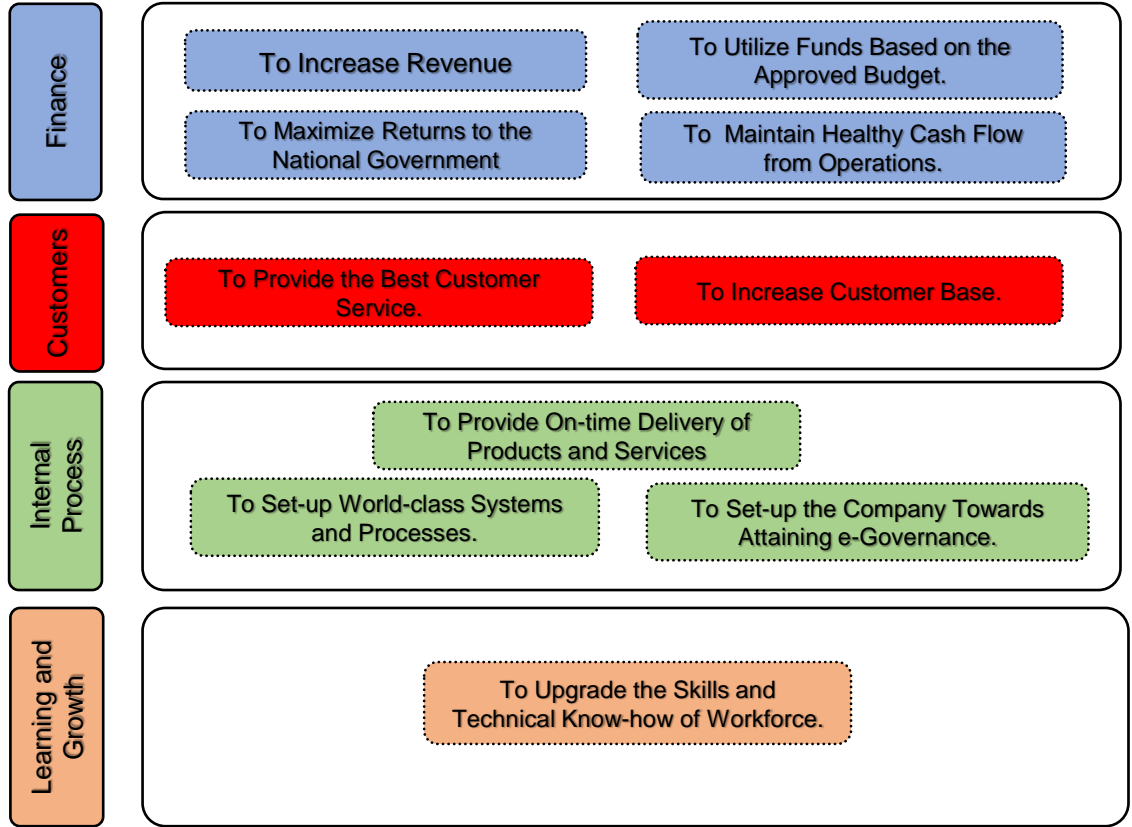 Finance
To Increase Revenue
To Utilize Funds Based on the
Approved Budget.
To Maximize Returns to the
National Government
To Maintain Healthy Cash Flow
from Operations.
Customers
To Provide the Best Customer
Service.
To Increase Customer Base.
Internal
Process
To Provide On-time Delivery of
Products and Services
To Set-up World-class Systems
and Processes.
To Set-up the Company Towards
Attaining e-Governance.
Learning and
Growth
To Upgrade the Skills and
Technical Know-how of Workforce.